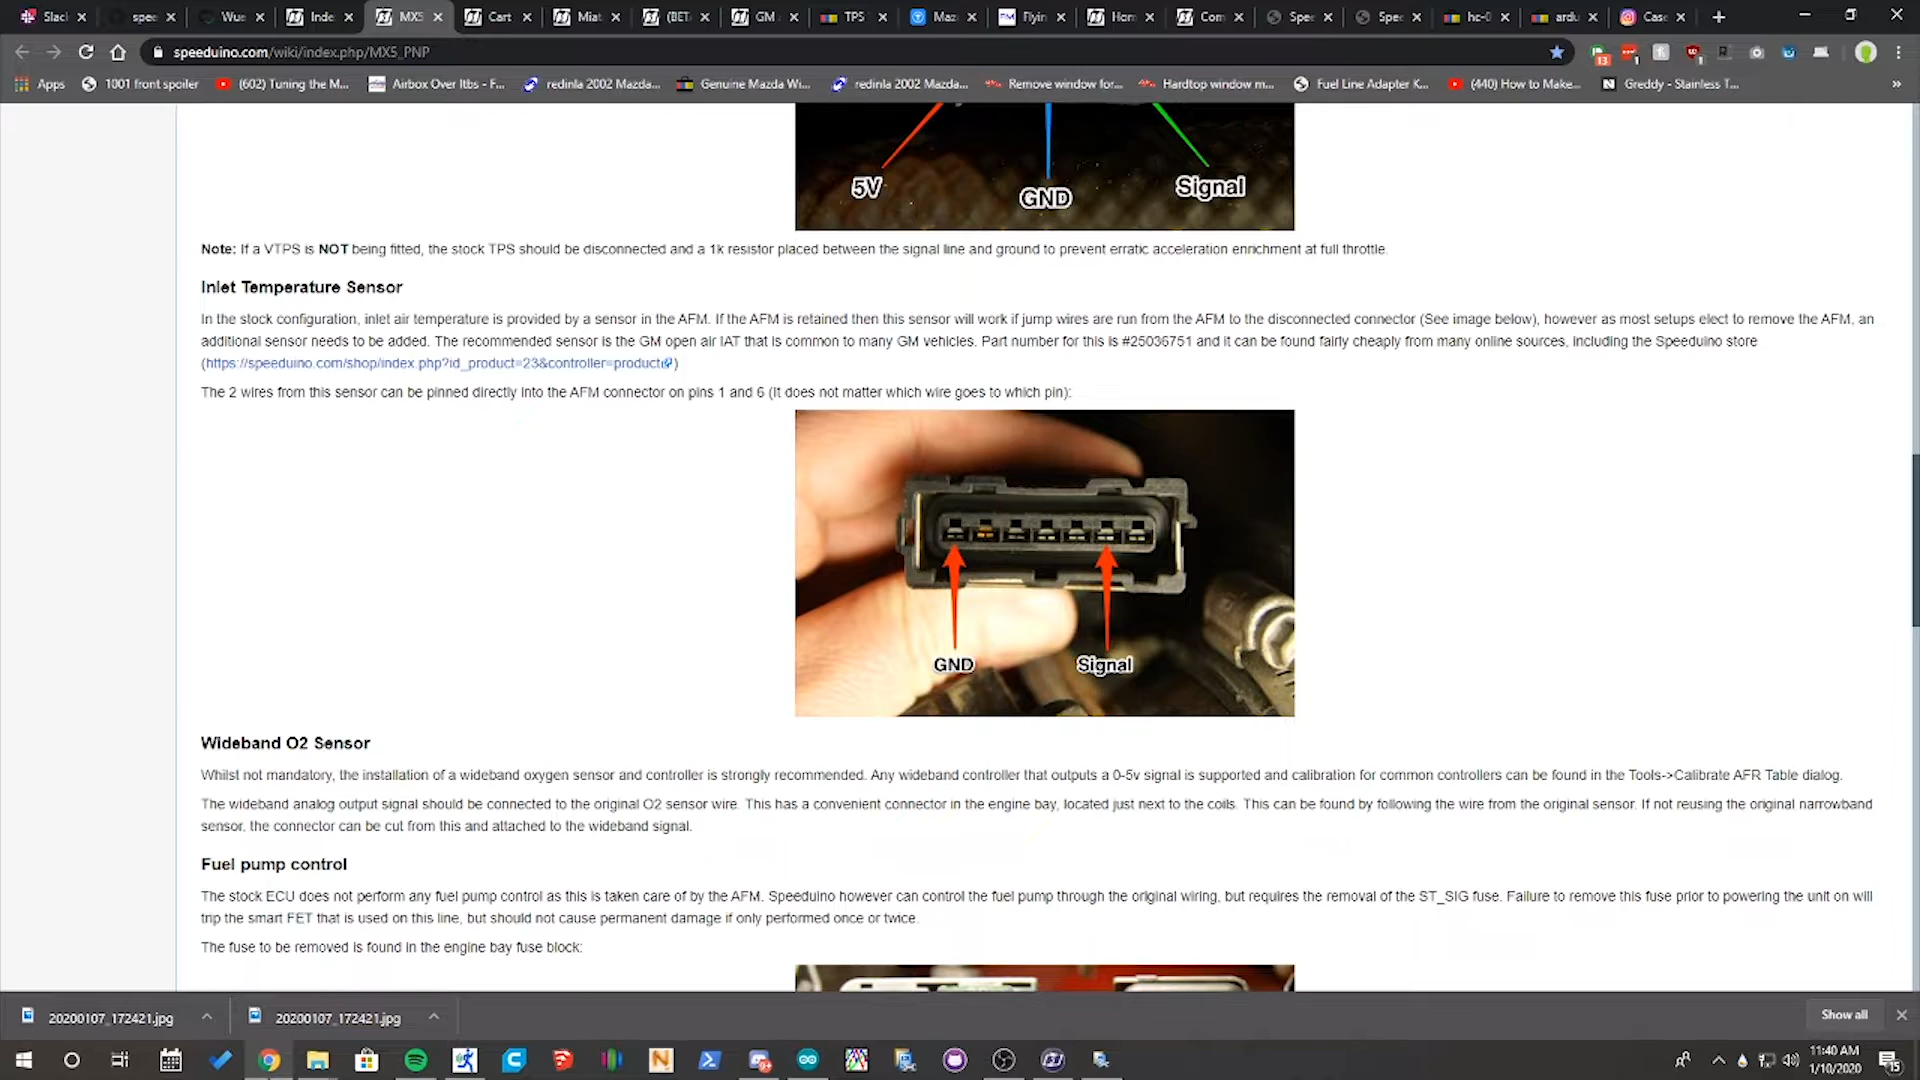 Slacl
spee
Wue
Inde
MX5
Cart
Miat
(BET
GM
TPS
Maz
Flyin
Hom
Com
Spee
Spec
hc-0
ardu
Case
speeduino.com/wiki/index.php/MX5_PNP
Apps
1001 front spoiler
(602) Tuning the M...
Airbox Over Itbs - F...
redinla 2002 Mazda...
Genuine Mazda Wi...
redinla 2002 Mazda...
Remove window for...
Hardtop window m...
Fuel Line Adapter K...
(440) How to Make...
Greddy - Stainless T...
5V
GND
Signal
Note: If a VTPS is NOT being fitted, the stock TPS should be disconnected and a 1k resistor placed between the signal line and ground to prevent erratic acceleration enrichment at full throttle.
Inlet Temperature Sensor
In the stock configuration, inlet air temperature is provided by a sensor in the AFM. If the AFM is retained then this sensor will work if jump wires are run from the AFM to the disconnected connector (See image below), however as most setups elect to remove the AFM, an
additional sensor needs to be added. The recommended sensor is the GM open air IAT that is common to many GM vehicles. Part number for this is #25036751 and it can be found fairly cheaply from many online sources, including the Speeduino store
(https://speeduino.com/shop/index.php?id_product=23&controller=product)
The 2 wires from this sensor can be pinned directly into the AFM connector on pins 1 and 6 (It does not matter which wire goes to which pin):
GND
Signal
Wideband O2 Sensor
Whilst not mandatory, the installation of a wideband oxygen sensor and controller is strongly recommended. Any wideband controller that outputs a 0-5v signal is supported and calibration for common controllers can be found in the Tools->Calibrate AFR Table dialog.
The wideband analog output signal should be connected to the original O2 sensor wire. This has a convenient connector in the engine bay, located just next to the coils. This can be found by following the wire from the original sensor. If not reusing the original narrowband
sensor, the connector can be cut from this and attached to the wideband signal.
Fuel pump control
The stock ECU does not perform any fuel pump control as this is taken care of by the AFM. Speeduino however can control the fuel pump through the original wiring, but requires the removal of the ST_SIG fuse. Failure to remove this fuse prior to powering the unit on will
trip the smart FET that is used on this line, but should not cause permanent damage if only performed once or twice.
The fuse to be removed is found in the engine bay fuse block:
20200107_172421.jpg
20200107_172421.jpg
Show all
11:40 AM
1/10/2020
15